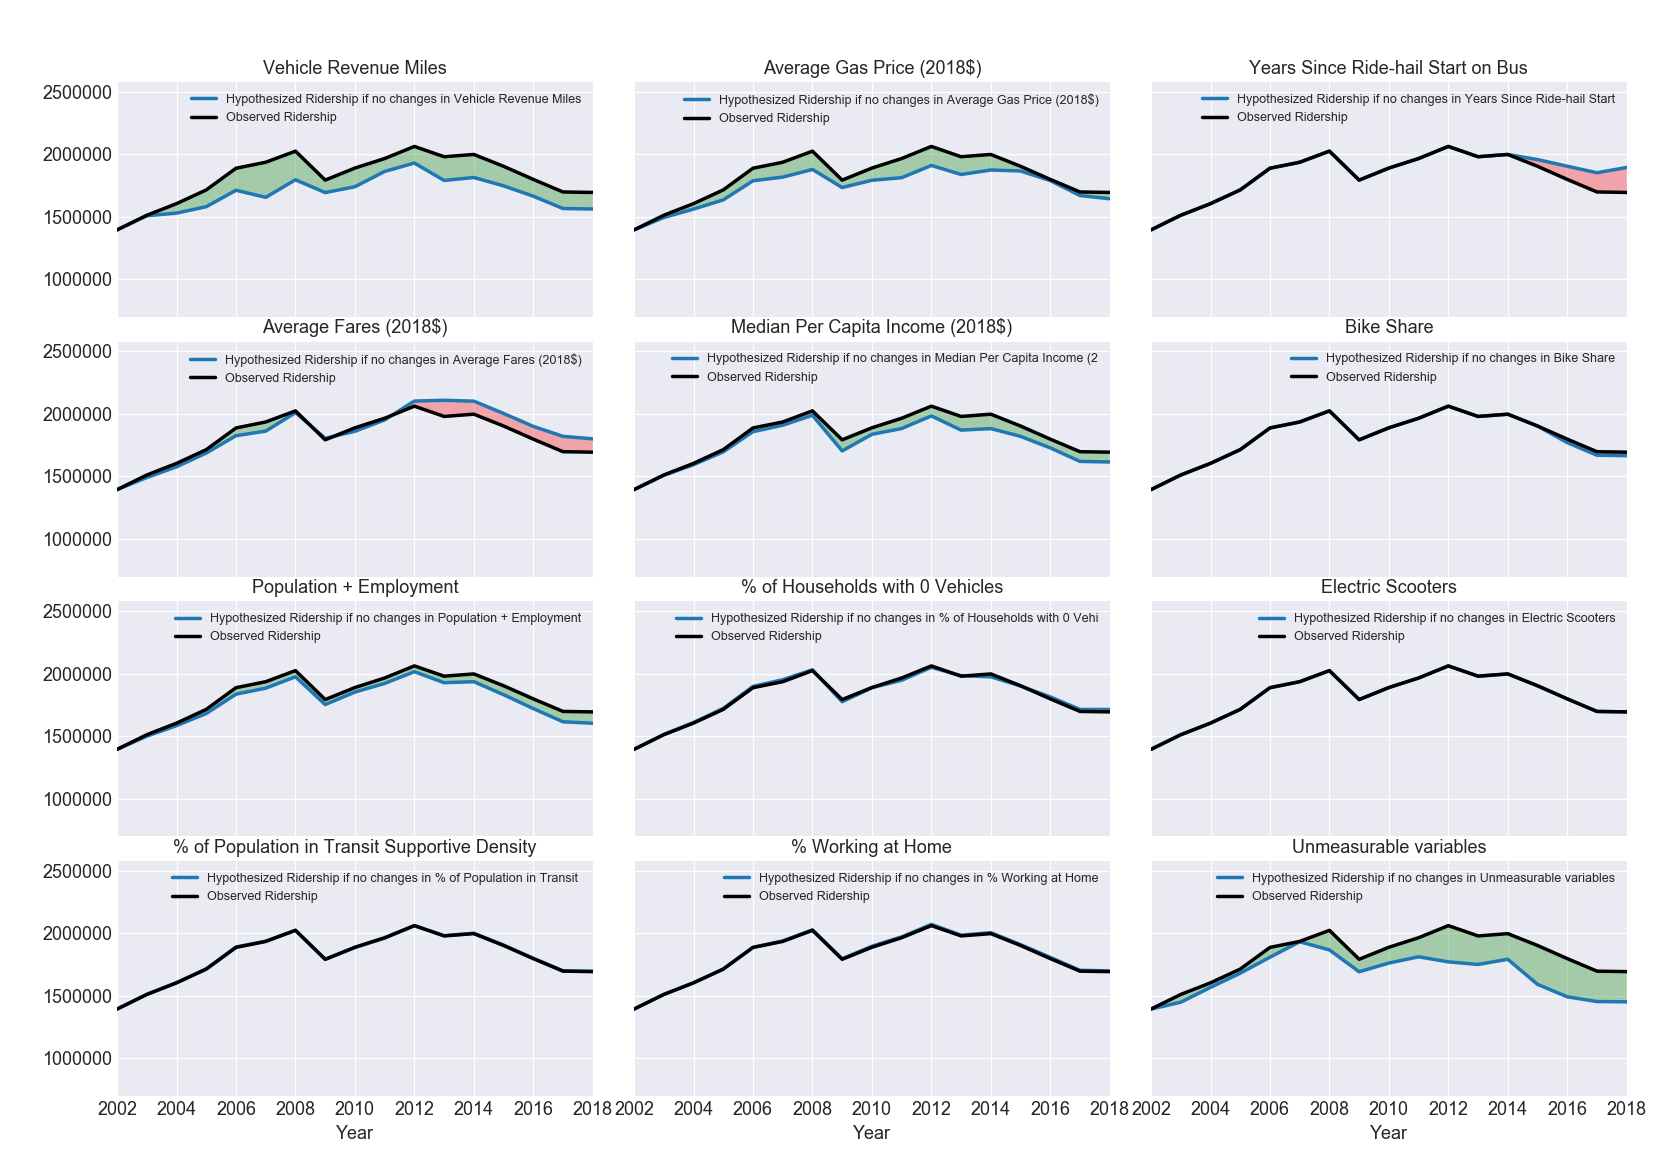 Vehicle Revenue Miles
2500000
2000000
1500000
1000000
Hypothesized Ridership if no changes in Vehicle Revenue Miles
Observed Ridership
Average Gas Price (2018$)
Hypothesized Ridership if no changes in Average Gas Price (2018$)
Observed Ridership
Years Since Ride-hail Start on Bus
Hypothesized Ridership if no changes in Years Since Ride-hail Start
Observed Ridership
Average Fares (2018$)
2500000
2000000
1500000
1000000
Hypothesized Ridership if no changes in Average Fares (2018$)
Observed Ridership
Median Per Capita Income (2018$)
Hypothesized Ridership if no changes in Median Per Capita Income (2
Observed Ridership
Bike Share
Hypothesized Ridership if no changes in Bike Share
Observed Ridership
Population + Employment
2500000
2000000
1500000
1000000
Hypothesized Ridership if no changes in Population + Employment
Observed Ridership
% of Households with 0 Vehicles
Hypothesized Ridership if no changes in % of Households with 0 Vehi
Observed Ridership
Electric Scooters
Hypothesized Ridership if no changes in Electric Scooters
Observed Ridership
% of Population in Transit Supportive Density
2500000
2000000
1500000
1000000
Hypothesized Ridership if no changes in % of Population in Transit
Observed Ridership
2002 2004 2006 2008 2010 2012 2014 2016 2018
Year
% Working at Home
Hypothesized Ridership if no changes in % Working at Home
Observed Ridership
2004 2006 2008 2010 2012 2014 2016 2018
Year
Unmeasurable variables
Hypothesized Ridership if no changes in Unmeasurable variables
Observed Ridership
2002 2004 2006 2008 2010 2012 2014 2016 2018
Year